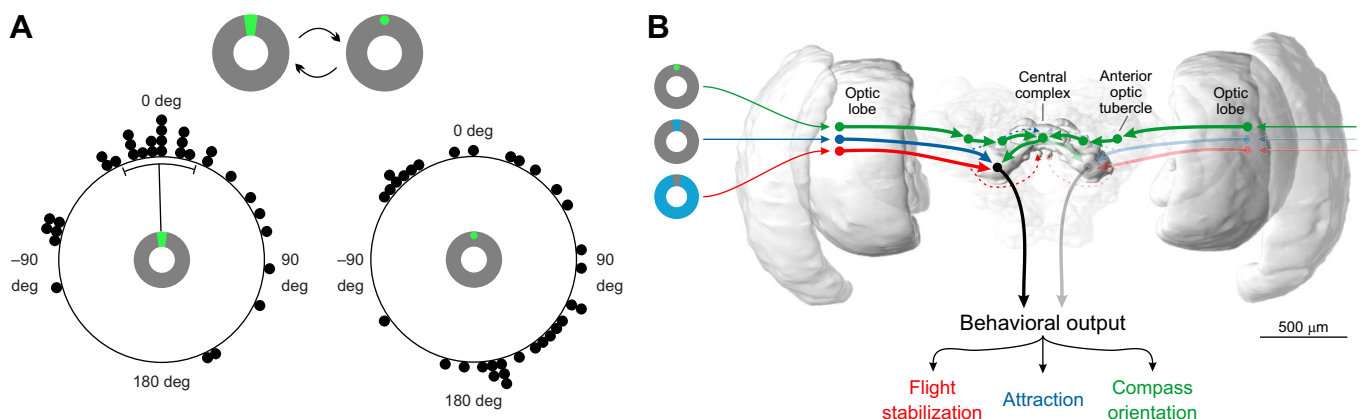 A
0 deg
–90
deg
90
deg
180 deg
0 deg
–90
deg
90
deg
180 deg
B
Optic
lobe
Central
complex
Anterior
optic
tubercle
Optic
lobe
Behavioral output
500 μm
Flight
stabilization
Attraction
Compass
orientation